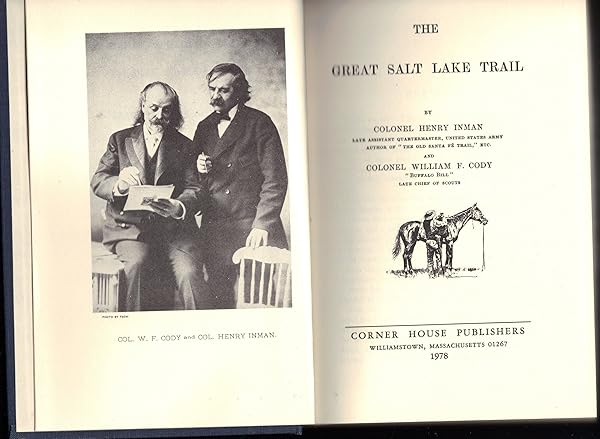 PHOTO BY
COL. W. F. CODY and COL. HENRY INMAN.
THE
GREAT SALT LAKE TRAIL
BY
COLONEL HENRY INMAN
LATE ASSISTANT QUARTERMASTER, UNITED STATES ARMY
AUTHOR OF "THE OLD SANTA FÉ TRAIL," ETC.
AND
COLONEL WILLIAM F. CODY
"BUFFALO BILL"
LATE CHIEF OF SCOUTS
CORNER HOUSE PUBLISHERS
WILLIAMSTOWN, MASSACHUSETTS 01267
1978